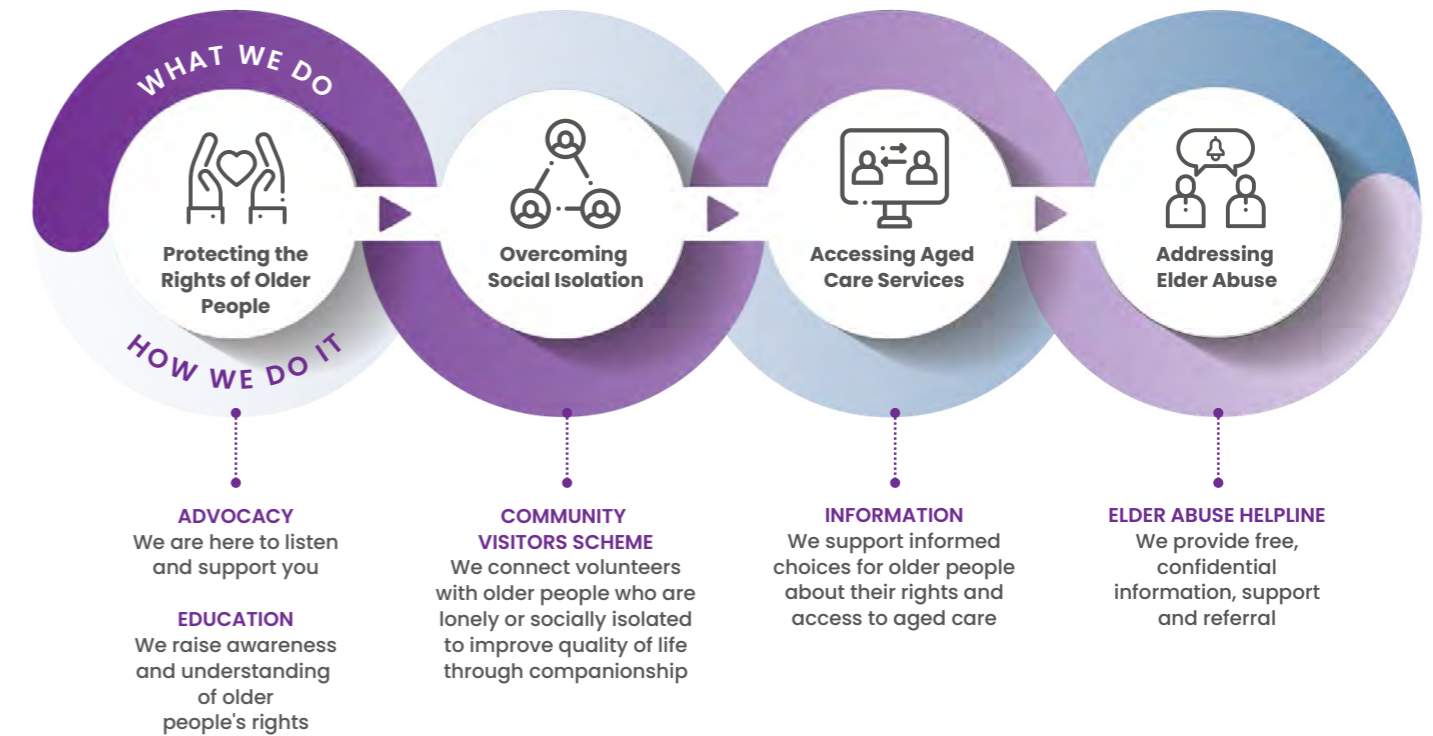 WHAT WE DO
Protecting the
Rights of Older
People
HOW WE DO IT
Overcoming
Social Isolation
Accessing Aged
Care Services
Addressing
Elder Abuse
ADVOCACY
We are here to listen
and support you
EDUCATION
We raise awareness
and understanding
of older
people's rights
COMMUNITY
VISITORS SCHEME
We connect volunteers
with older people who are
lonely or socially isolated
to improve quality of life
through companionship
INFORMATION
We support informed
choices for older people
about their rights and
access to aged care
ELDER ABUSE HELPLINE
We provide free,
confidential
information, support
and referral